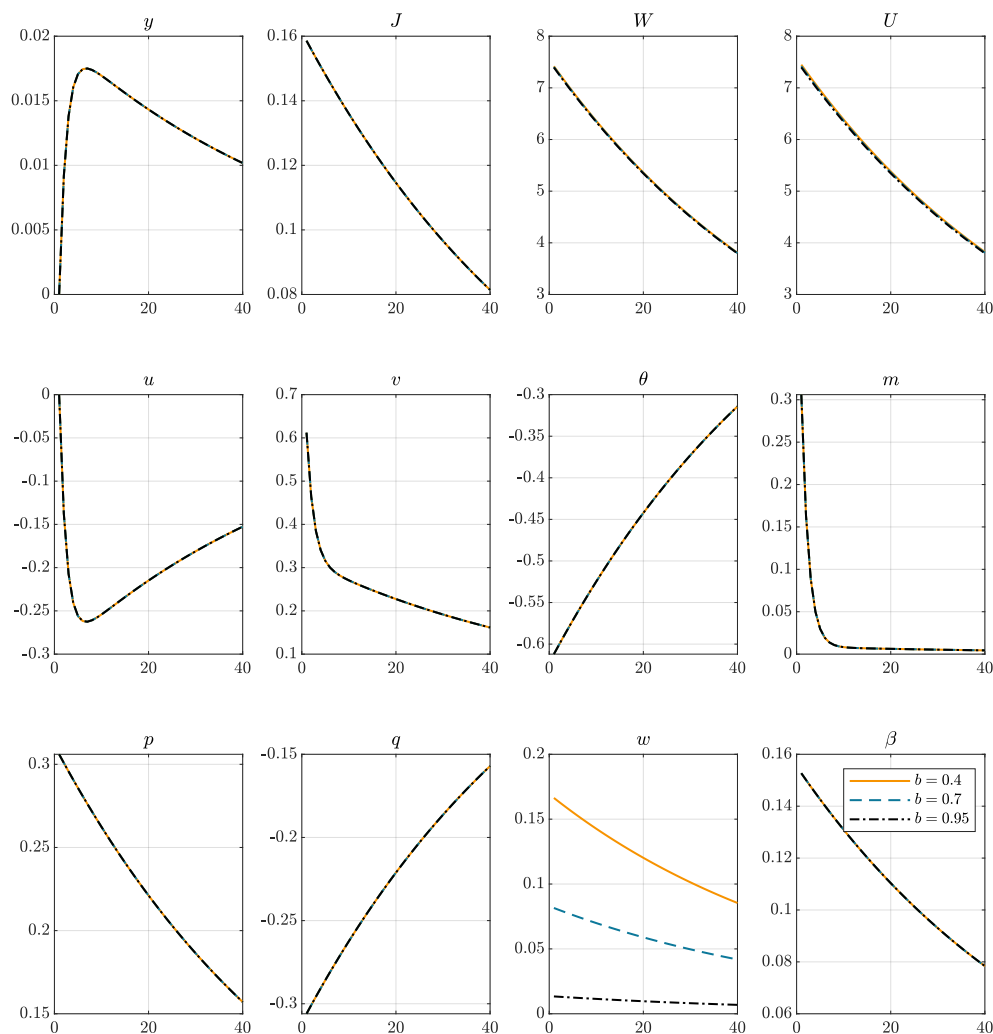 y
J
W
U
0.02
0.015
0.01
0.005
0
0 20 40
0.16
0.14
0.12
0.1
0.08
0 20 40
8
7
6
5
4
3
0 20 40
8
7
6
5
4
3
0 20 40
u
v
θ
m
0
-0.05
-0.1
-0.15
-0.2
-0.25
-0.3
0 20 40
0.7
0.6
0.5
0.4
0.3
0.2
0.1
0 20 40
-0.3
-0.35
-0.4
-0.45
-0.5
-0.55
-0.6
0 20 40
0.3
0.25
0.2
0.15
0.1
0.05
0
0 20 40
p
q
w
β
0.3
0.25
0.2
0.15
0 20 40
-0.15
-0.2
-0.25
-0.3
0 20 40
0.2
0.15
0.1
0.05
0
0 20 40
0.16
0.14
0.12
0.1
0.08
0.06
0 20 40
b = 0.4
b = 0.7
b = 0.95